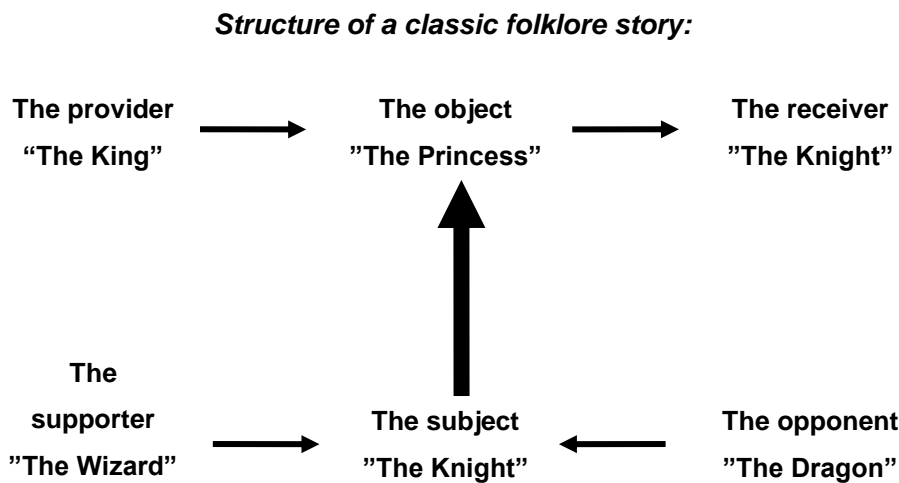 Structure of a classic folklore story:
The provider
“The King”
The object
”The Princess”
The receiver
”The Knight”
The
supporter
”The Wizard”
The subject
”The Knight”
The opponent
”The Dragon”